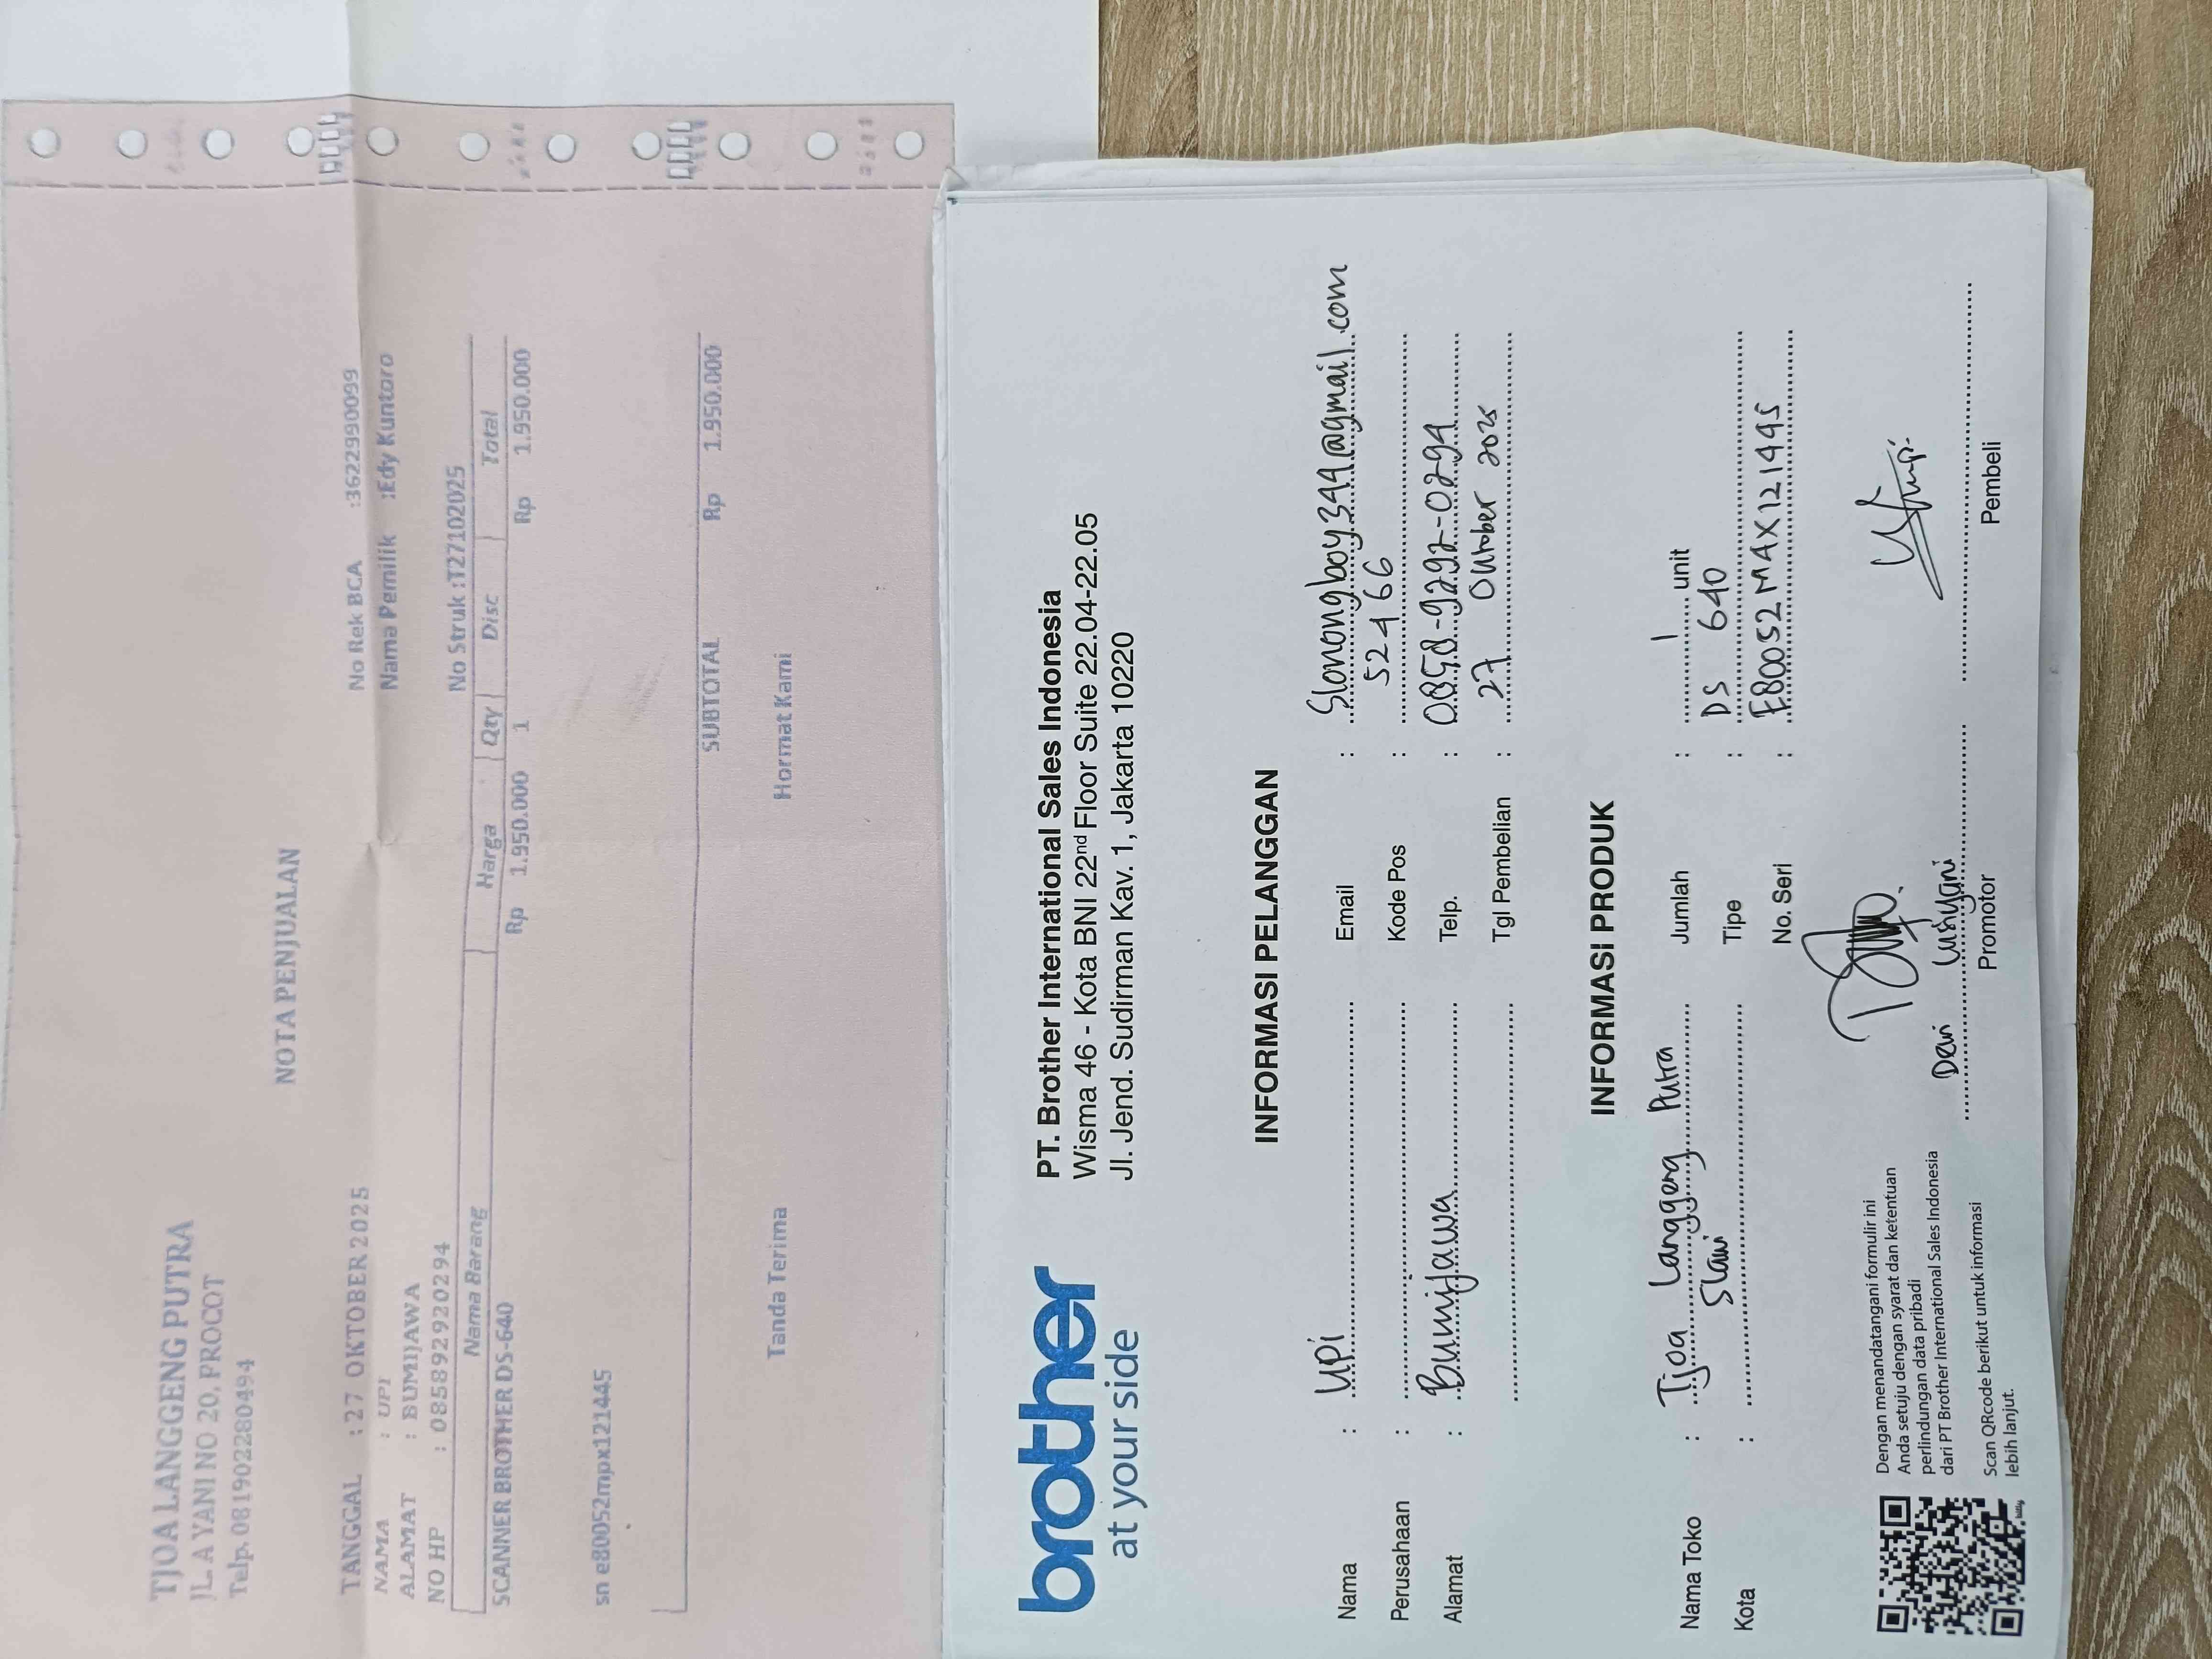 TJOA LANGGENG PUTRA
JL. A YANI NO 20, PROCOT
Telp. 081902280494
NOTA PENJUALAN
TANGGAL : 27 OKTOBER 2025
No Rek BCA :3622990099
NAMA : UPI
Nama Pemilik :Edy Kuntoro
ALAMAT : BUMIJAWA
NO HP : 085892920294
No Struk :T27102025
Nama Barang Harga Qty Disc Total
SCANNER BROTHER DS-640 Rp 1.950.000 1 Rp 1.950.000
sn e80052mpx121445
SUBTOTAL Rp 1.950.000
Tanda Terima Hormat Kami
brother
at your side
PT. Brother International Sales Indonesia
Wisma 46 - Kota BNI 22nd Floor Suite 22.04-22.05
Jl. Jend. Sudirman Kav. 1, Jakarta 10220
INFORMASI PELANGGAN
Nama : UPi Email : Slonongboy344@gmail.com
Perusahaan : Kode Pos : 52466
Alamat : Bumijawa Telp. : 0858-9292-0294
Tgl Pembelian : 27 Oktober 2025
INFORMASI PRODUK
Nama Toko : Tjoa Langgeng Putra Jumlah : 1 unit
Kota : Slawi Tipe : DS 640
No. Seri : E80052MAX121445
Dengan menandatangani formulir ini
Anda setuju dengan syarat dan ketentuan
perlindungan data pribadi
dari PT Brother International Sales Indonesia
Scan QRcode berikut untuk informasi
lebih lanjut.
Dewi Lusyani
Promotor
Pembeli